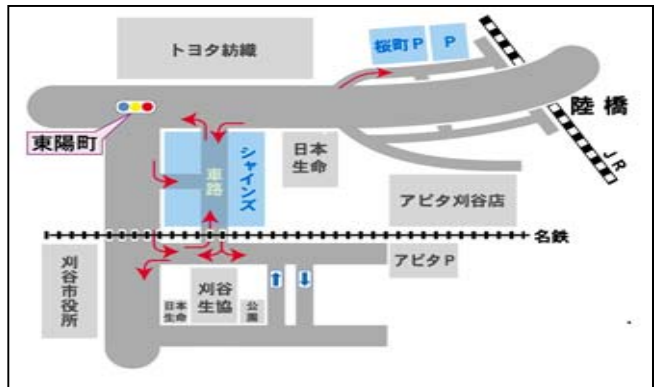 トヨタ紡織
桜町P
P
東陽町
陸橋
JR
車路
シャインズ
日本
生命
アピタ刈谷店
名鉄
刈谷市役所
アピタP
日本
生命
刈谷
生協
公園